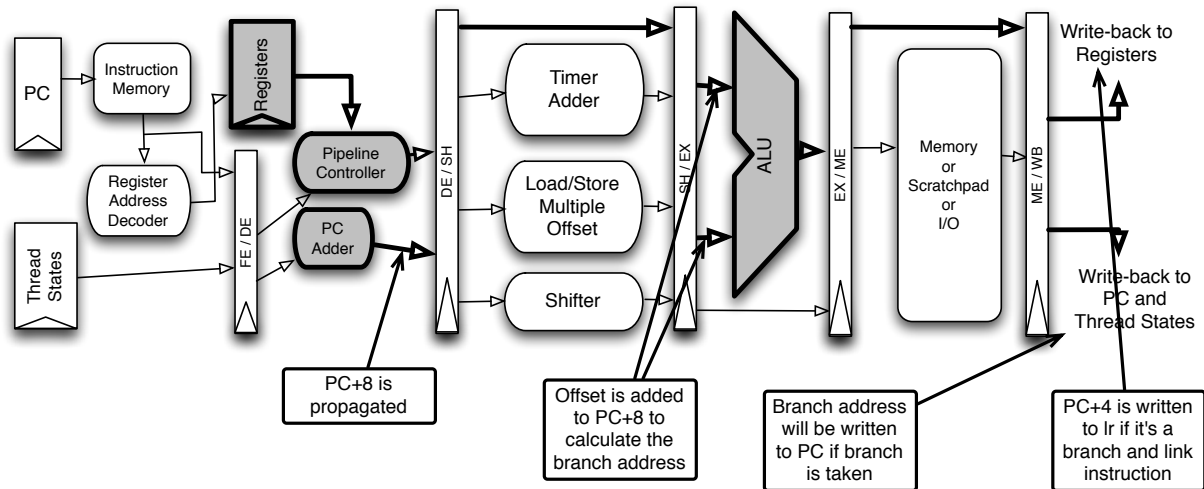 PC
Instruction
Memory
Register
Address
Decoder
Thread
States
Registers
FE / DE
Pipeline
Controller
PC
Adder
DE / SH
Timer
Adder
Load/Store
Multiple
Offset
Shifter
SH / EX
ALU
EX / ME
Memory
or
Scratchpad
or
I/O
ME / WB
Write-back to
Registers
Write-back to
PC and
Thread States
PC+8 is
propagated
Offset is added
to PC+8 to
calculate the
branch address
Branch address
will be written
to PC if branch
is taken
PC+4 is written
to lr if it's a
branch and link
instruction